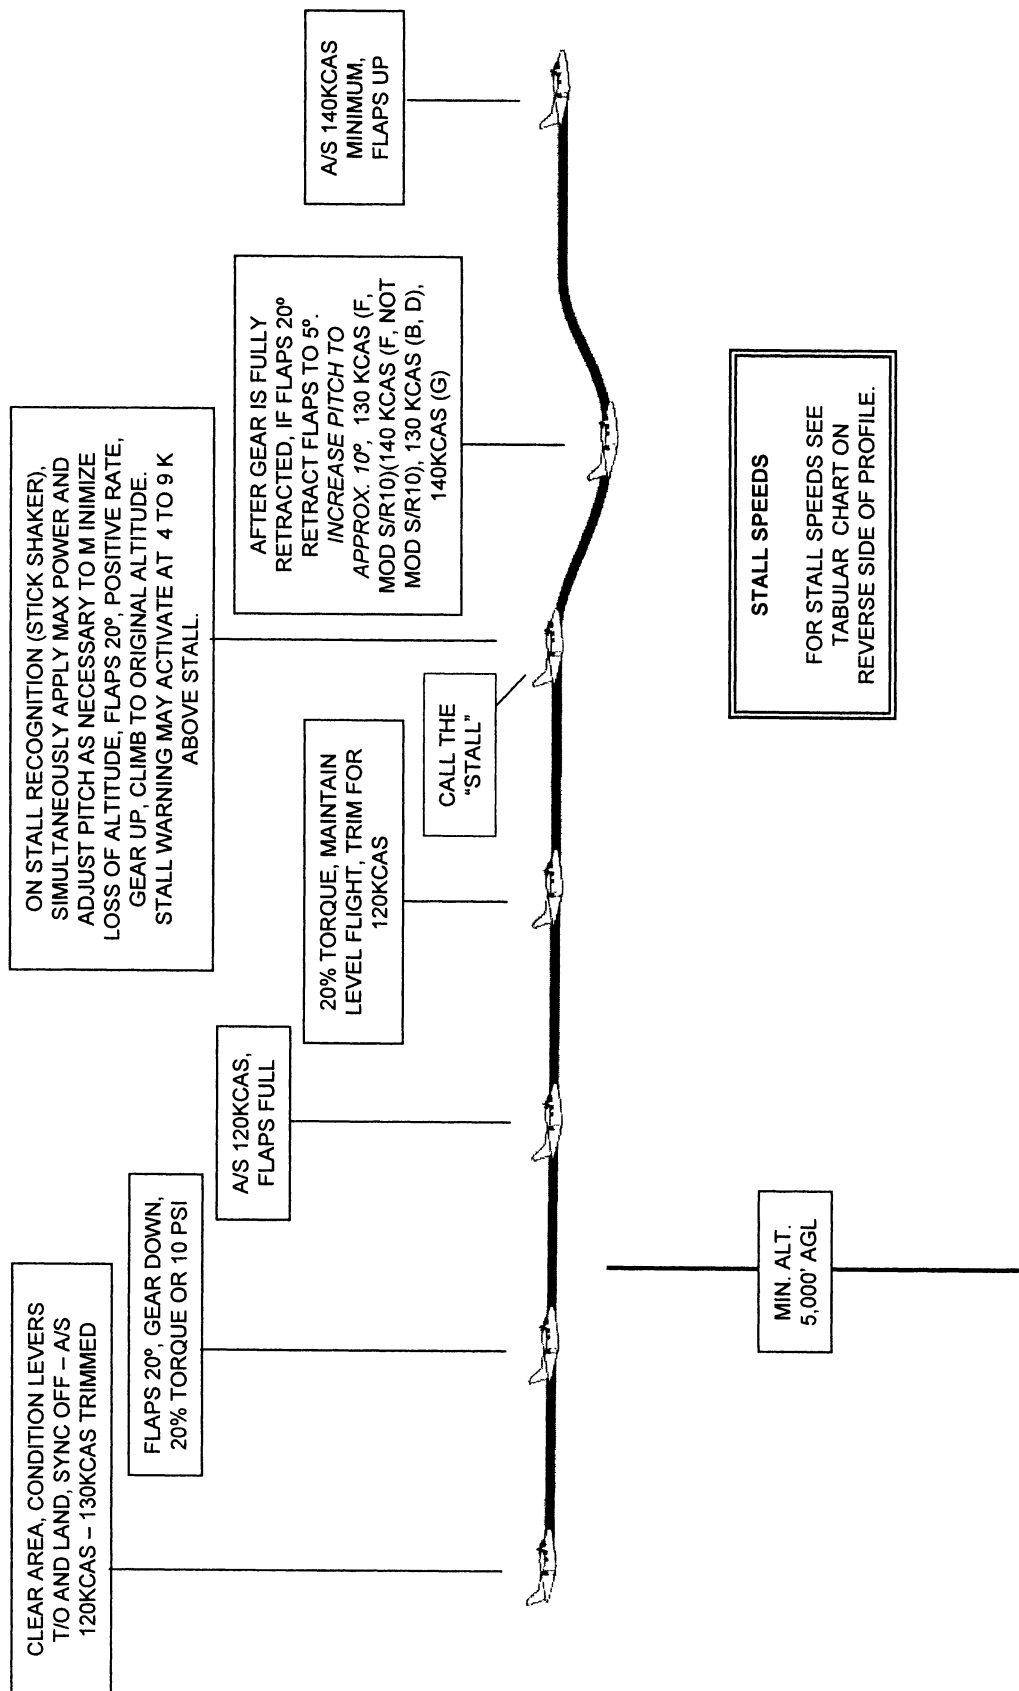 CLEAR AREA, CONDITION LEVERS
T/O AND LAND, SYNC OFF – A/S
120KCAS – 130KCAS TRIMMED
FLAPS 20º, GEAR DOWN,
20% TORQUE OR 10 PSI
A/S 120KCAS,
FLAPS FULL
20% TORQUE, MAINTAIN
LEVEL FLIGHT, TRIM FOR
120KCAS
CALL THE
“STALL”
ON STALL RECOGNITION (STICK SHAKER),
SIMULTANEOUSLY APPLY MAX POWER AND
ADJUST PITCH AS NECESSARY TO M INIMIZE
LOSS OF ALTITUDE, FLAPS 20º, POSITIVE RATE,
GEAR UP, CLIMB TO ORIGINAL ALTITUDE.
STALL WARNING MAY ACTIVATE AT 4 TO 9 K
ABOVE STALL.
AFTER GEAR IS FULLY
RETRACTED, IF FLAPS 20º
RETRACT FLAPS TO 5º.
INCREASE PITCH TO
APPROX. 10º, 130 KCAS (F,
MOD S/R10)(140 KCAS (F, NOT
MOD S/R10), 130 KCAS (B, D),
140KCAS (G)
A/S 140KCAS
MINIMUM,
FLAPS UP
MIN. ALT.
5,000' AGL
STALL SPEEDS
FOR STALL SPEEDS SEE
TABULAR CHART ON
REVERSE SIDE OF PROFILE.